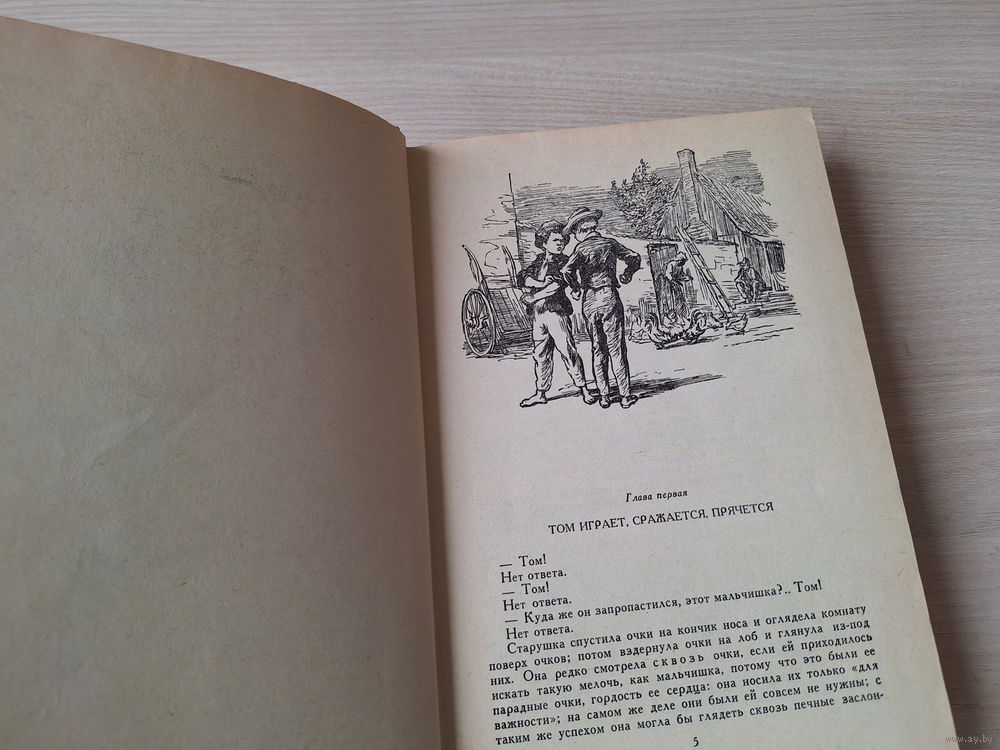 Глава первая
ТОМ ИГРАЕТ, СРАЖАЕТСЯ, ПРЯЧЕТСЯ
— Том!
Нет ответа.
— Том!
Нет ответа.
— Куда же он запропастился, этот мальчишка?.. Том!
Нет ответа.
Старушка спустила очки на кончик носа и оглядела комнату
поверх очков; потом вздернула очки на лоб и глянула из-под
них. Она редко смотрела сквозь очки, если ей приходилось
искать такую мелочь, как мальчишка, потому что это были ее
парадные очки, гордость ее сердца: она носила их только «для
важности»; на самом же деле они были ей совсем не нужны; с
таким же успехом она могла бы глядеть сквозь печные заслон-
5
www.ay.by